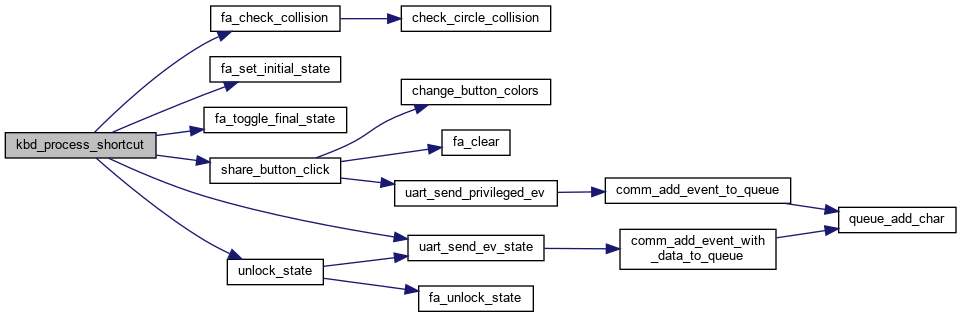 fa_check_collision
check_circle_collision
fa_set_initial_state
change_button_colors
fa_toggle_final_state
kbd_process_shortcut
fa_clear
share_button_click
uart_send_privileged_ev
comm_add_event_to_queue
queue_add_char
uart_send_ev_state
comm_add_event_with
_data_to_queue
unlock_state
fa_unlock_state